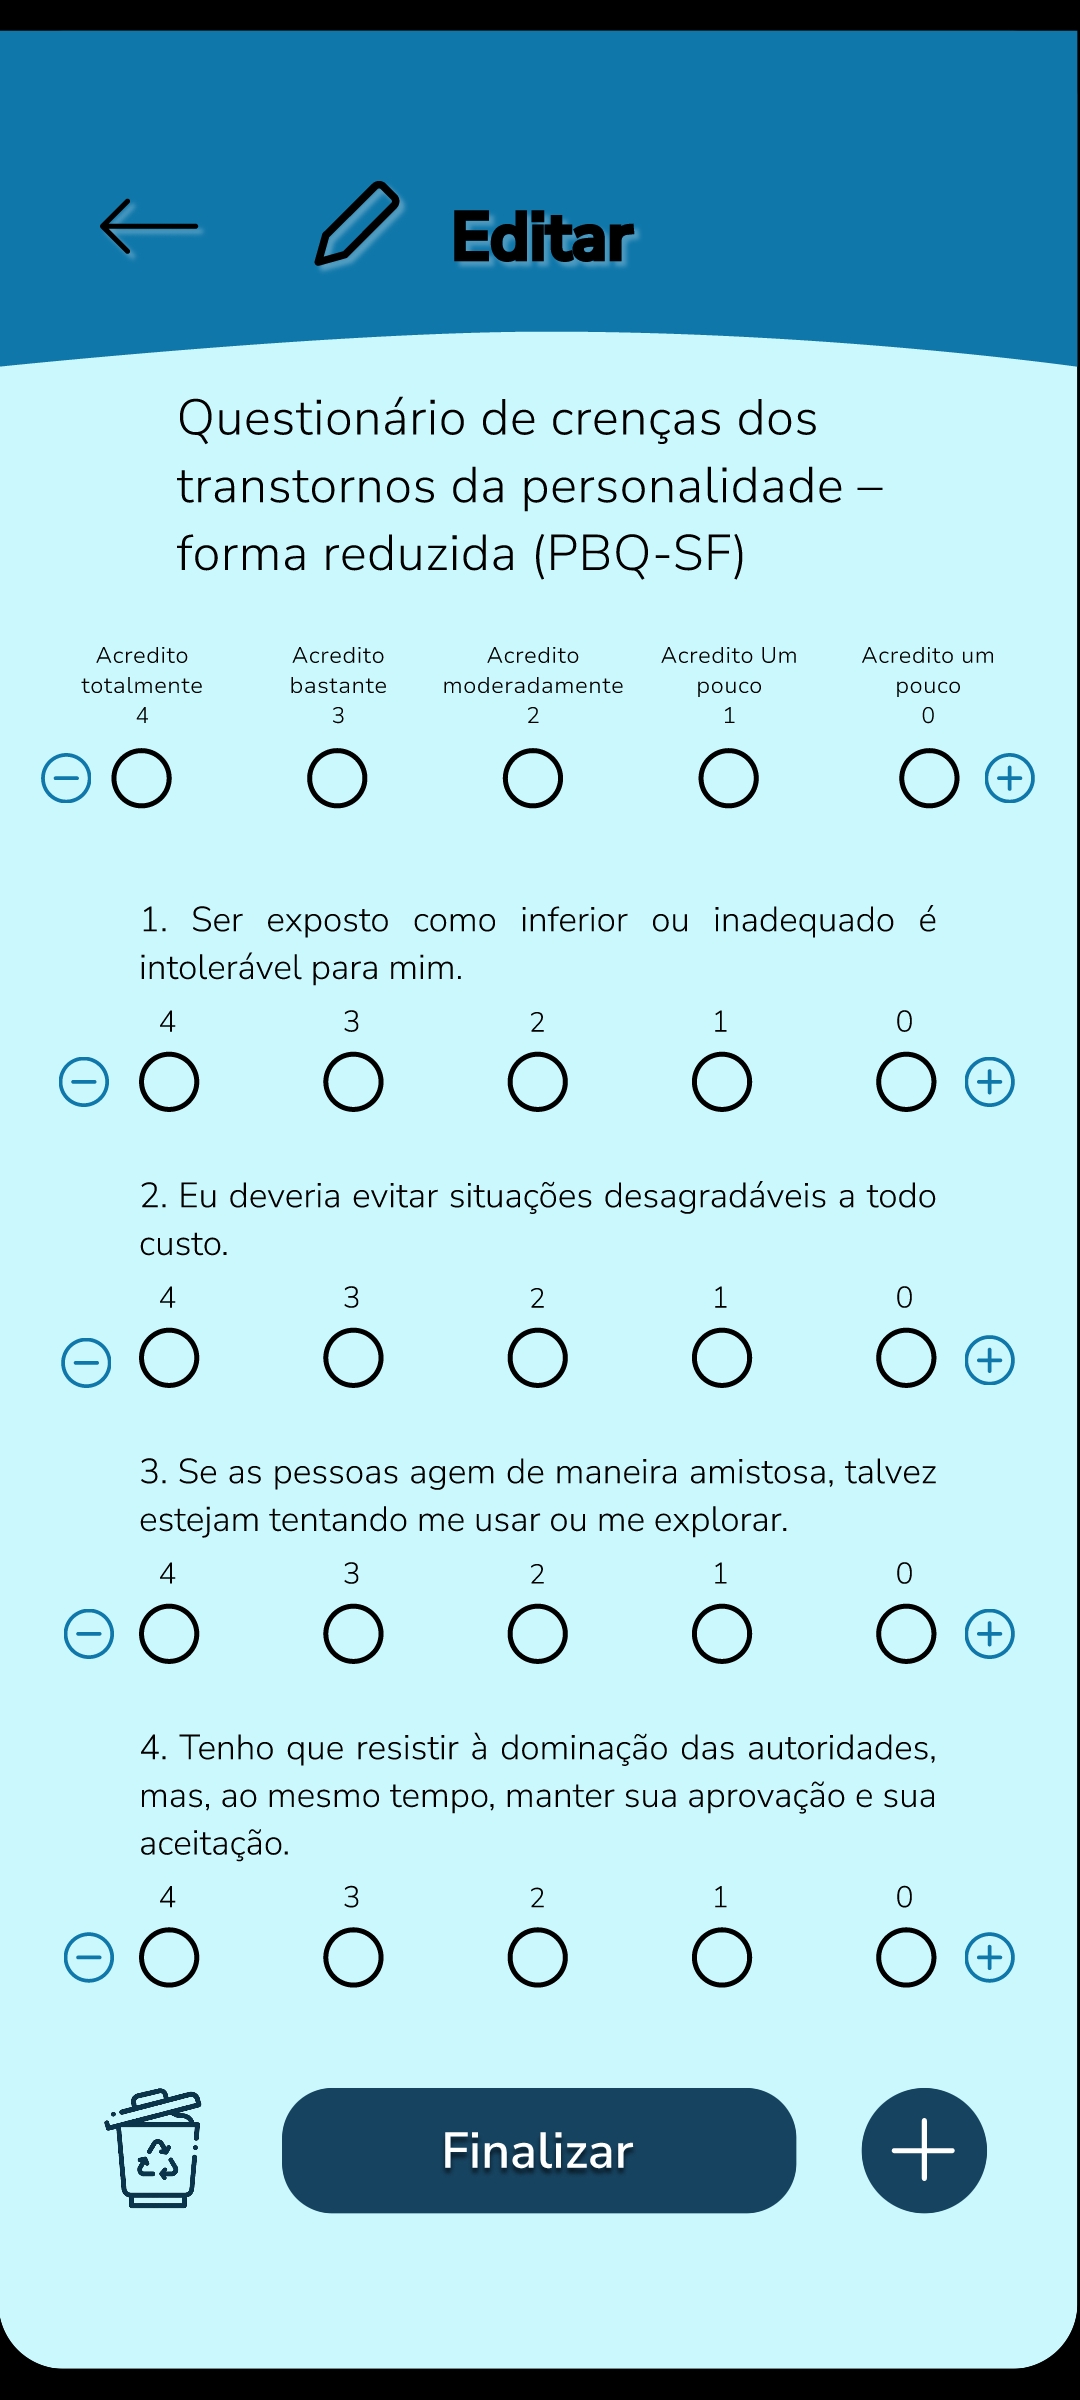 Editar
Questionário de crenças dos
transtornos da personalidade –
forma reduzida (PBQ-SF)
Acredito totalmente 4
Acredito bastante 3
Acredito moderadamente 2
Acredito Um pouco 1
Acredito um pouco 0
1. Ser exposto como inferior ou inadequado é
intolerável para mim.
4 3 2 1 0
2. Eu deveria evitar situações desagradáveis a todo
custo.
4 3 2 1 0
3. Se as pessoas agem de maneira amistosa, talvez
estejam tentando me usar ou me explorar.
4 3 2 1 0
4. Tenho que resistir à dominação das autoridades,
mas, ao mesmo tempo, manter sua aprovação e sua
aceitação.
4 3 2 1 0
Finalizar